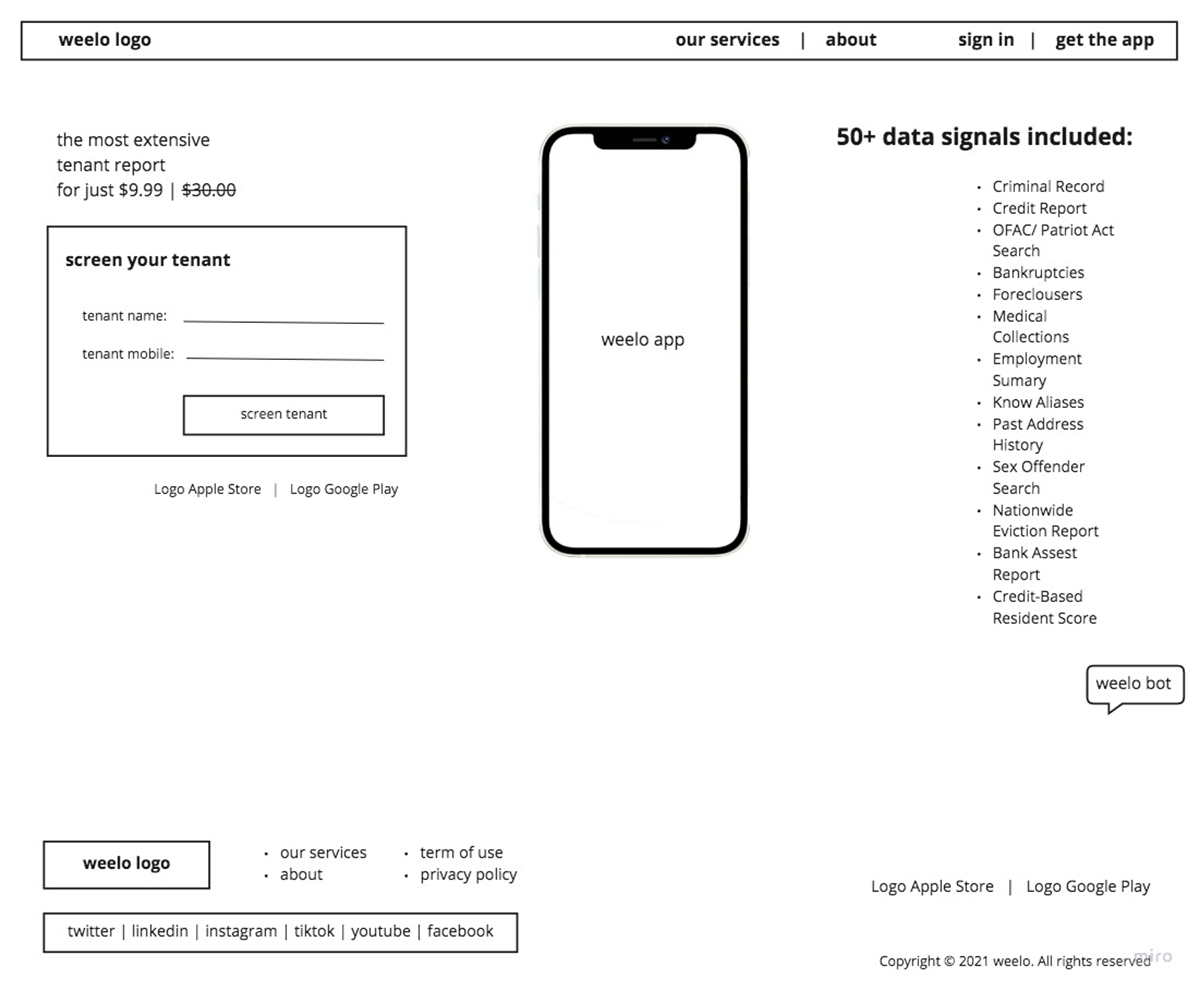 weelo logo
our services | about
sign in | get the app
the most extensive
tenant report
for just $9.99 | $30.00
screen your tenant
tenant name:
tenant mobile:
screen tenant
Logo Apple Store | Logo Google Play
weelo app
50+ data signals included:
Criminal Record
Credit Report
OFAC/ Patriot Act
Search
Bankruptcies
Foreclousers
Medical
Collections
Employment
Sumary
Know Aliases
Past Address
History
Sex Offender
Search
Nationwide
Eviction Report
Bank Assest
Report
Credit-Based
Resident Score
weelo bot
weelo logo
our services
about
term of use
privacy policy
twitter | linkedin | instagram | tiktok | youtube | facebook
Logo Apple Store | Logo Google Play
Copyright © 2021 weelo. All rights reserved
miro